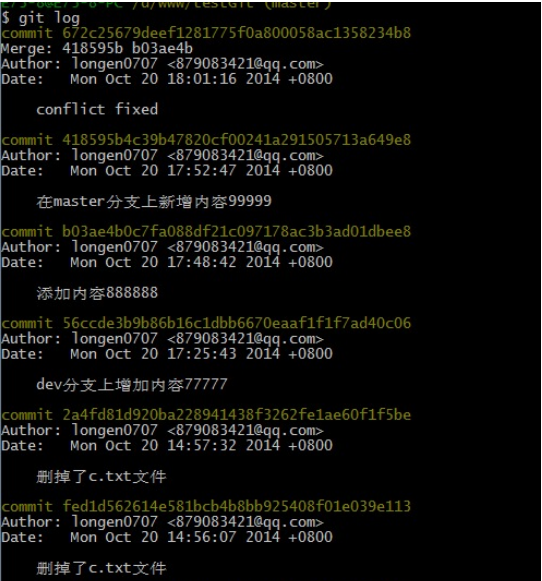 $ git log
commit 672c25679deef1281775f0a800058ac1358234b8
Merge: 418595b b03ae4b
Author: longen0707 <879083421@qq.com>
Date:   Mon Oct 20 18:01:16 2014 +0800
conflict fixed
commit 418595b4c39b47820cf00241a291505713a649e8
Author: longen0707 <879083421@qq.com>
Date:   Mon Oct 20 17:52:47 2014 +0800
在master分支上新增内容99999
commit b03ae4b0c7fa088df21c097178ac3b3ad01dbee8
Author: longen0707 <879083421@qq.com>
Date:   Mon Oct 20 17:48:42 2014 +0800
添加内容888888
commit 56ccde3b9b86b16c1dbb6670eaaf1f1f7ad40c06
Author: longen0707 <879083421@qq.com>
Date:   Mon Oct 20 17:25:43 2014 +0800
dev分支上增加内容77777
commit 2a4fd81d920ba228941438f3262fe1ae60f1f5be
Author: longen0707 <879083421@qq.com>
Date:   Mon Oct 20 14:57:32 2014 +0800
删掉了c.txt文件
commit fed1d562614e581bcb4b8bb925408f01e039e113
Author: longen0707 <879083421@qq.com>
Date:   Mon Oct 20 14:56:07 2014 +0800
删掉了c.txt文件